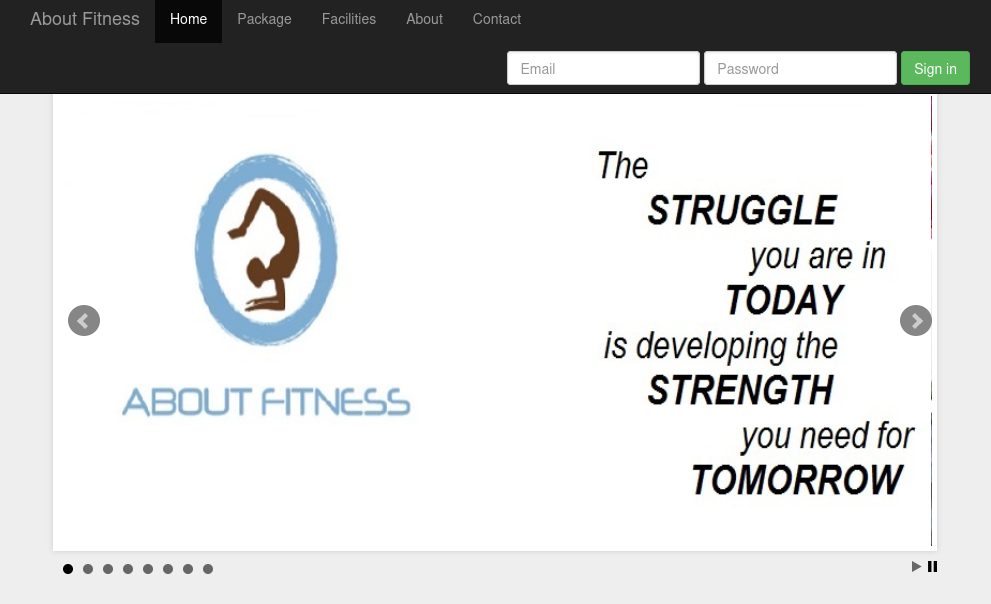 About Fitness Home Package Facilities About Contact
Email Password Sign in
ABOUT FITNESS
The
STRUGGLE
you are in
TODAY
is developing the
STRENGTH
you need for
TOMORROW